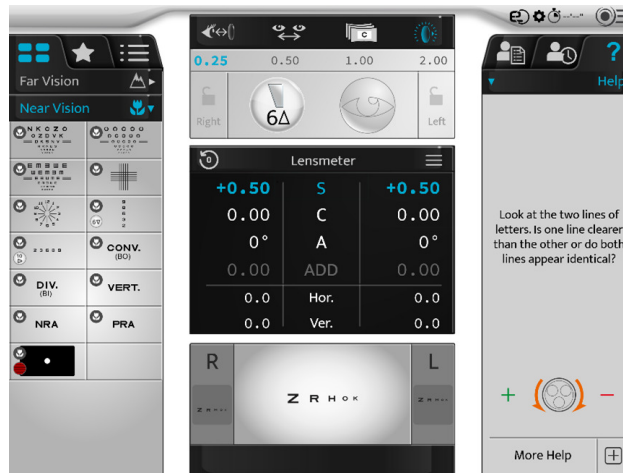 Far Vision
Near Vision
N K C Z O
O Z D V K
CONV.
(BO)
DIV.
(BI)
VERT.
NRA
PRA
C
0.25 0.50 1.00 2.00
Right
6Δ
Left
0
Lensmeter
+0.50 S +0.50
0.00 C 0.00
0° A 0°
0.00 ADD 0.00
0.0 Hor. 0.0
0.0 Ver. 0.0
R
L
Z R H O K
?
Help
Look at the two lines of
letters. Is one line clearer
than the other or do both
lines appear identical?
+ −
More Help